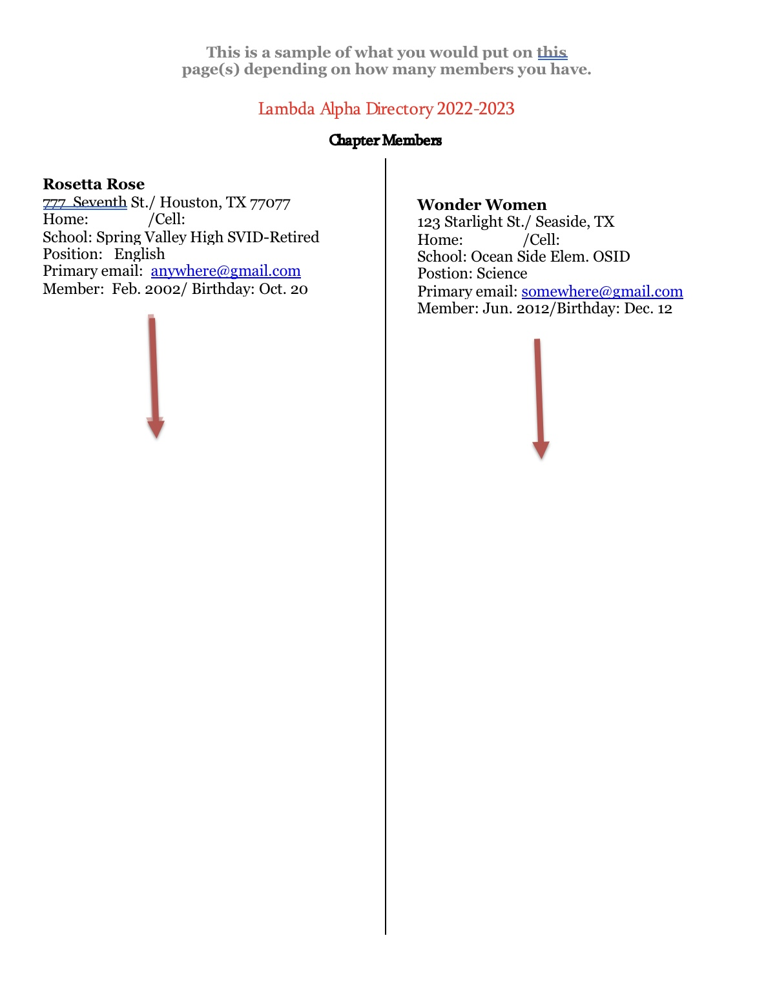 This is a sample of what you would put on this
page(s) depending on how many members you have.
Lambda Alpha Directory 2022-2023
Chapter Members
Rosetta Rose
777  Seventh St./ Houston, TX 77077
Home: /Cell:
School: Spring Valley High SVID-Retired
Position: English
Primary email: anywhere@gmail.com
Member: Feb. 2002/ Birthday: Oct. 20
Wonder Women
123 Starlight St./ Seaside, TX
Home: /Cell:
School: Ocean Side Elem. OSID
Postion: Science
Primary email: somewhere@gmail.com
Member: Jun. 2012/Birthday: Dec. 12